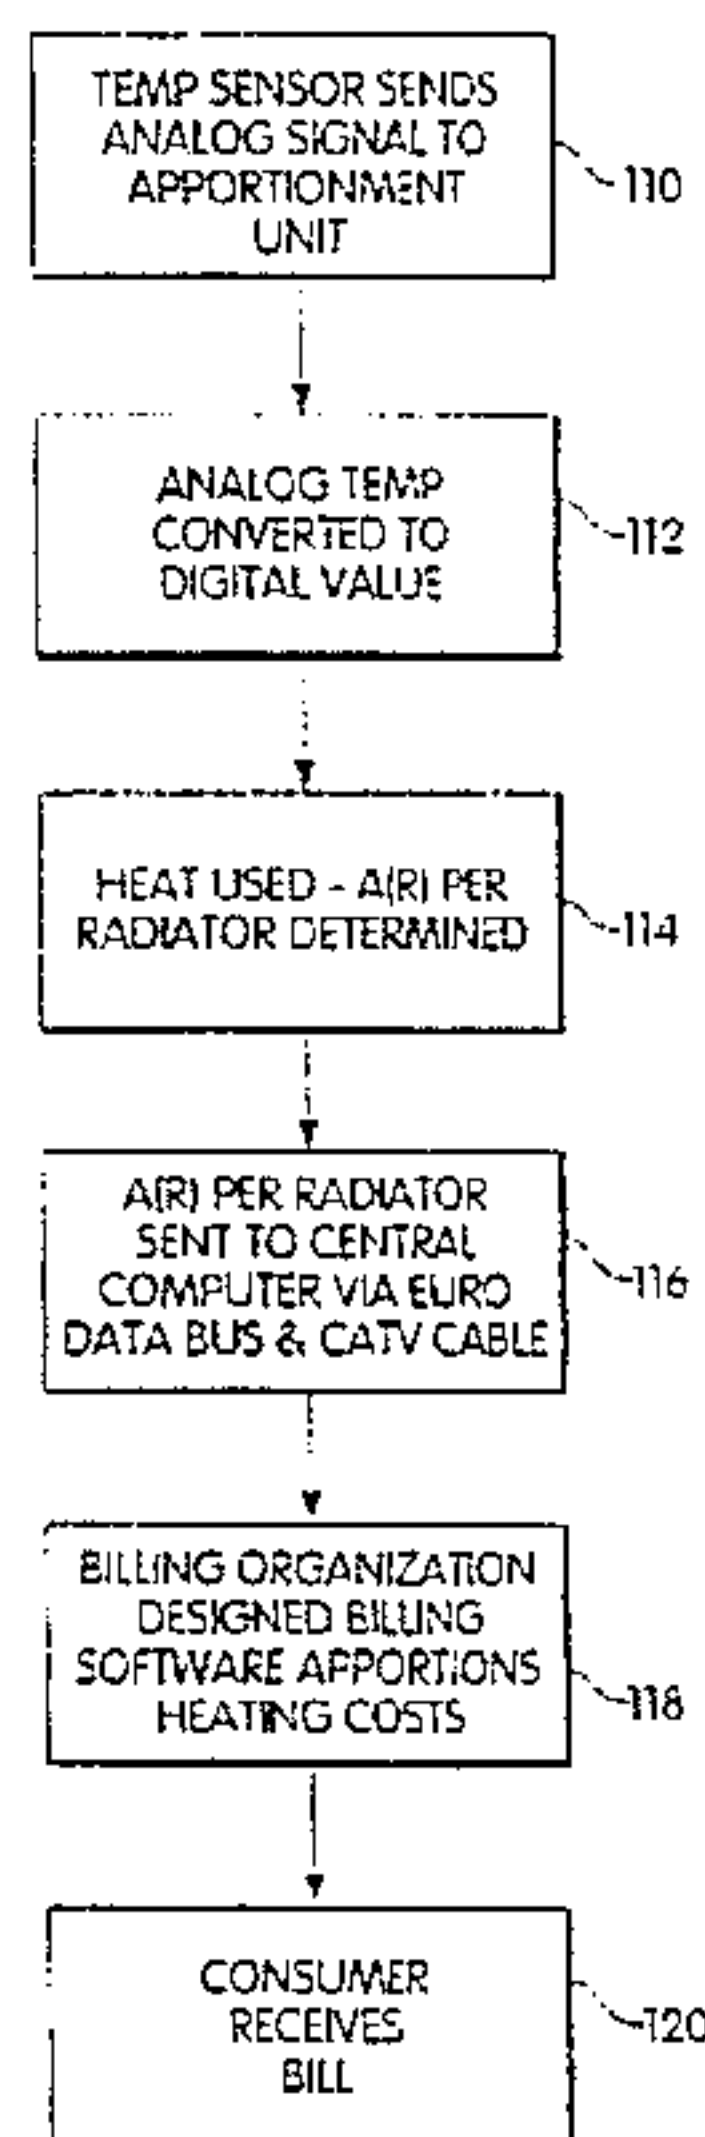 TEMP SENSOR SENDS
ANALOG SIGNAL TO
APPORTIONMENT
UNIT
110
ANALOG TEMP
CONVERTED TO
DIGITAL VALUE
112
HEAT USED - A(R) PER
RADIATOR DETERMINED
114
A(R) PER RADIATOR
SENT TO CENTRAL
COMPUTER VIA EURO
DATA BUS & CATV CABLE
116
BILLING ORGANIZATION
DESIGNED BILLING
SOFTWARE APPORTIONS
HEATING COSTS
118
CONSUMER
RECEIVES
BILL
120